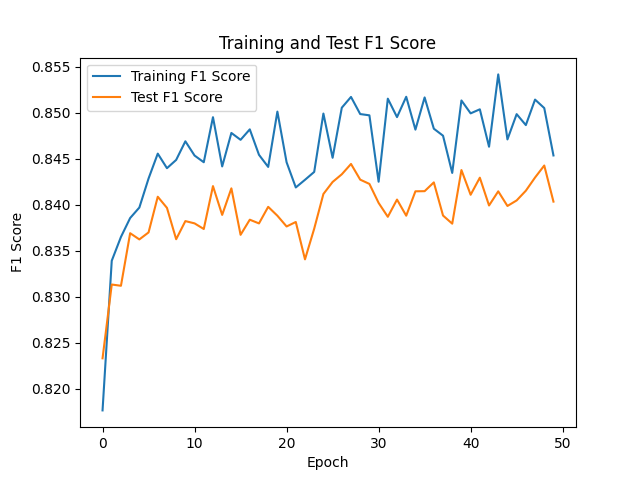 Training and Test F1 Score
Training F1 Score
Test F1 Score
F1 Score
0.855
0.850
0.845
0.840
0.835
0.830
0.825
0.820
0 10 20 30 40 50
Epoch